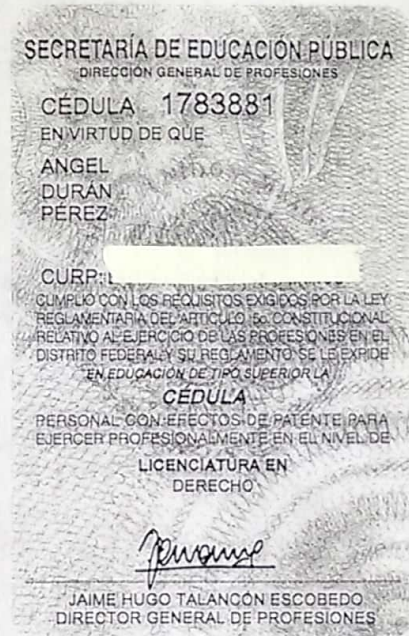 SECRETARÍA DE EDUCACIÓN PÚBLICA
DIRECCIÓN GENERAL DE PROFESIONES
CÉDULA 1783881
EN VIRTUD DE QUE
ANGEL
DURÁN
PÉREZ
CURP:
CUMPLIO CON LOS REQUISITOS EXIGIDOS POR LA LEY
REGLAMENTARIA DEL ARTICULO 5o. CONSTITUCIONAL
RELATIVO AL EJERCICIO DE LAS PROFESIONES EN EL
DISTRITO FEDERAL Y SU REGLAMENTO SE LE EXPIDE
EN EDUCACIÓN DE TIPO SUPERIOR LA
CÉDULA
PERSONAL CON EFECTOS DE PATENTE PARA
EJERCER PROFESIONALMENTE EN EL NIVEL DE
LICENCIATURA EN
DERECHO
JAIME HUGO TALANCÓN ESCOBEDO
DIRECTOR GENERAL DE PROFESIONES